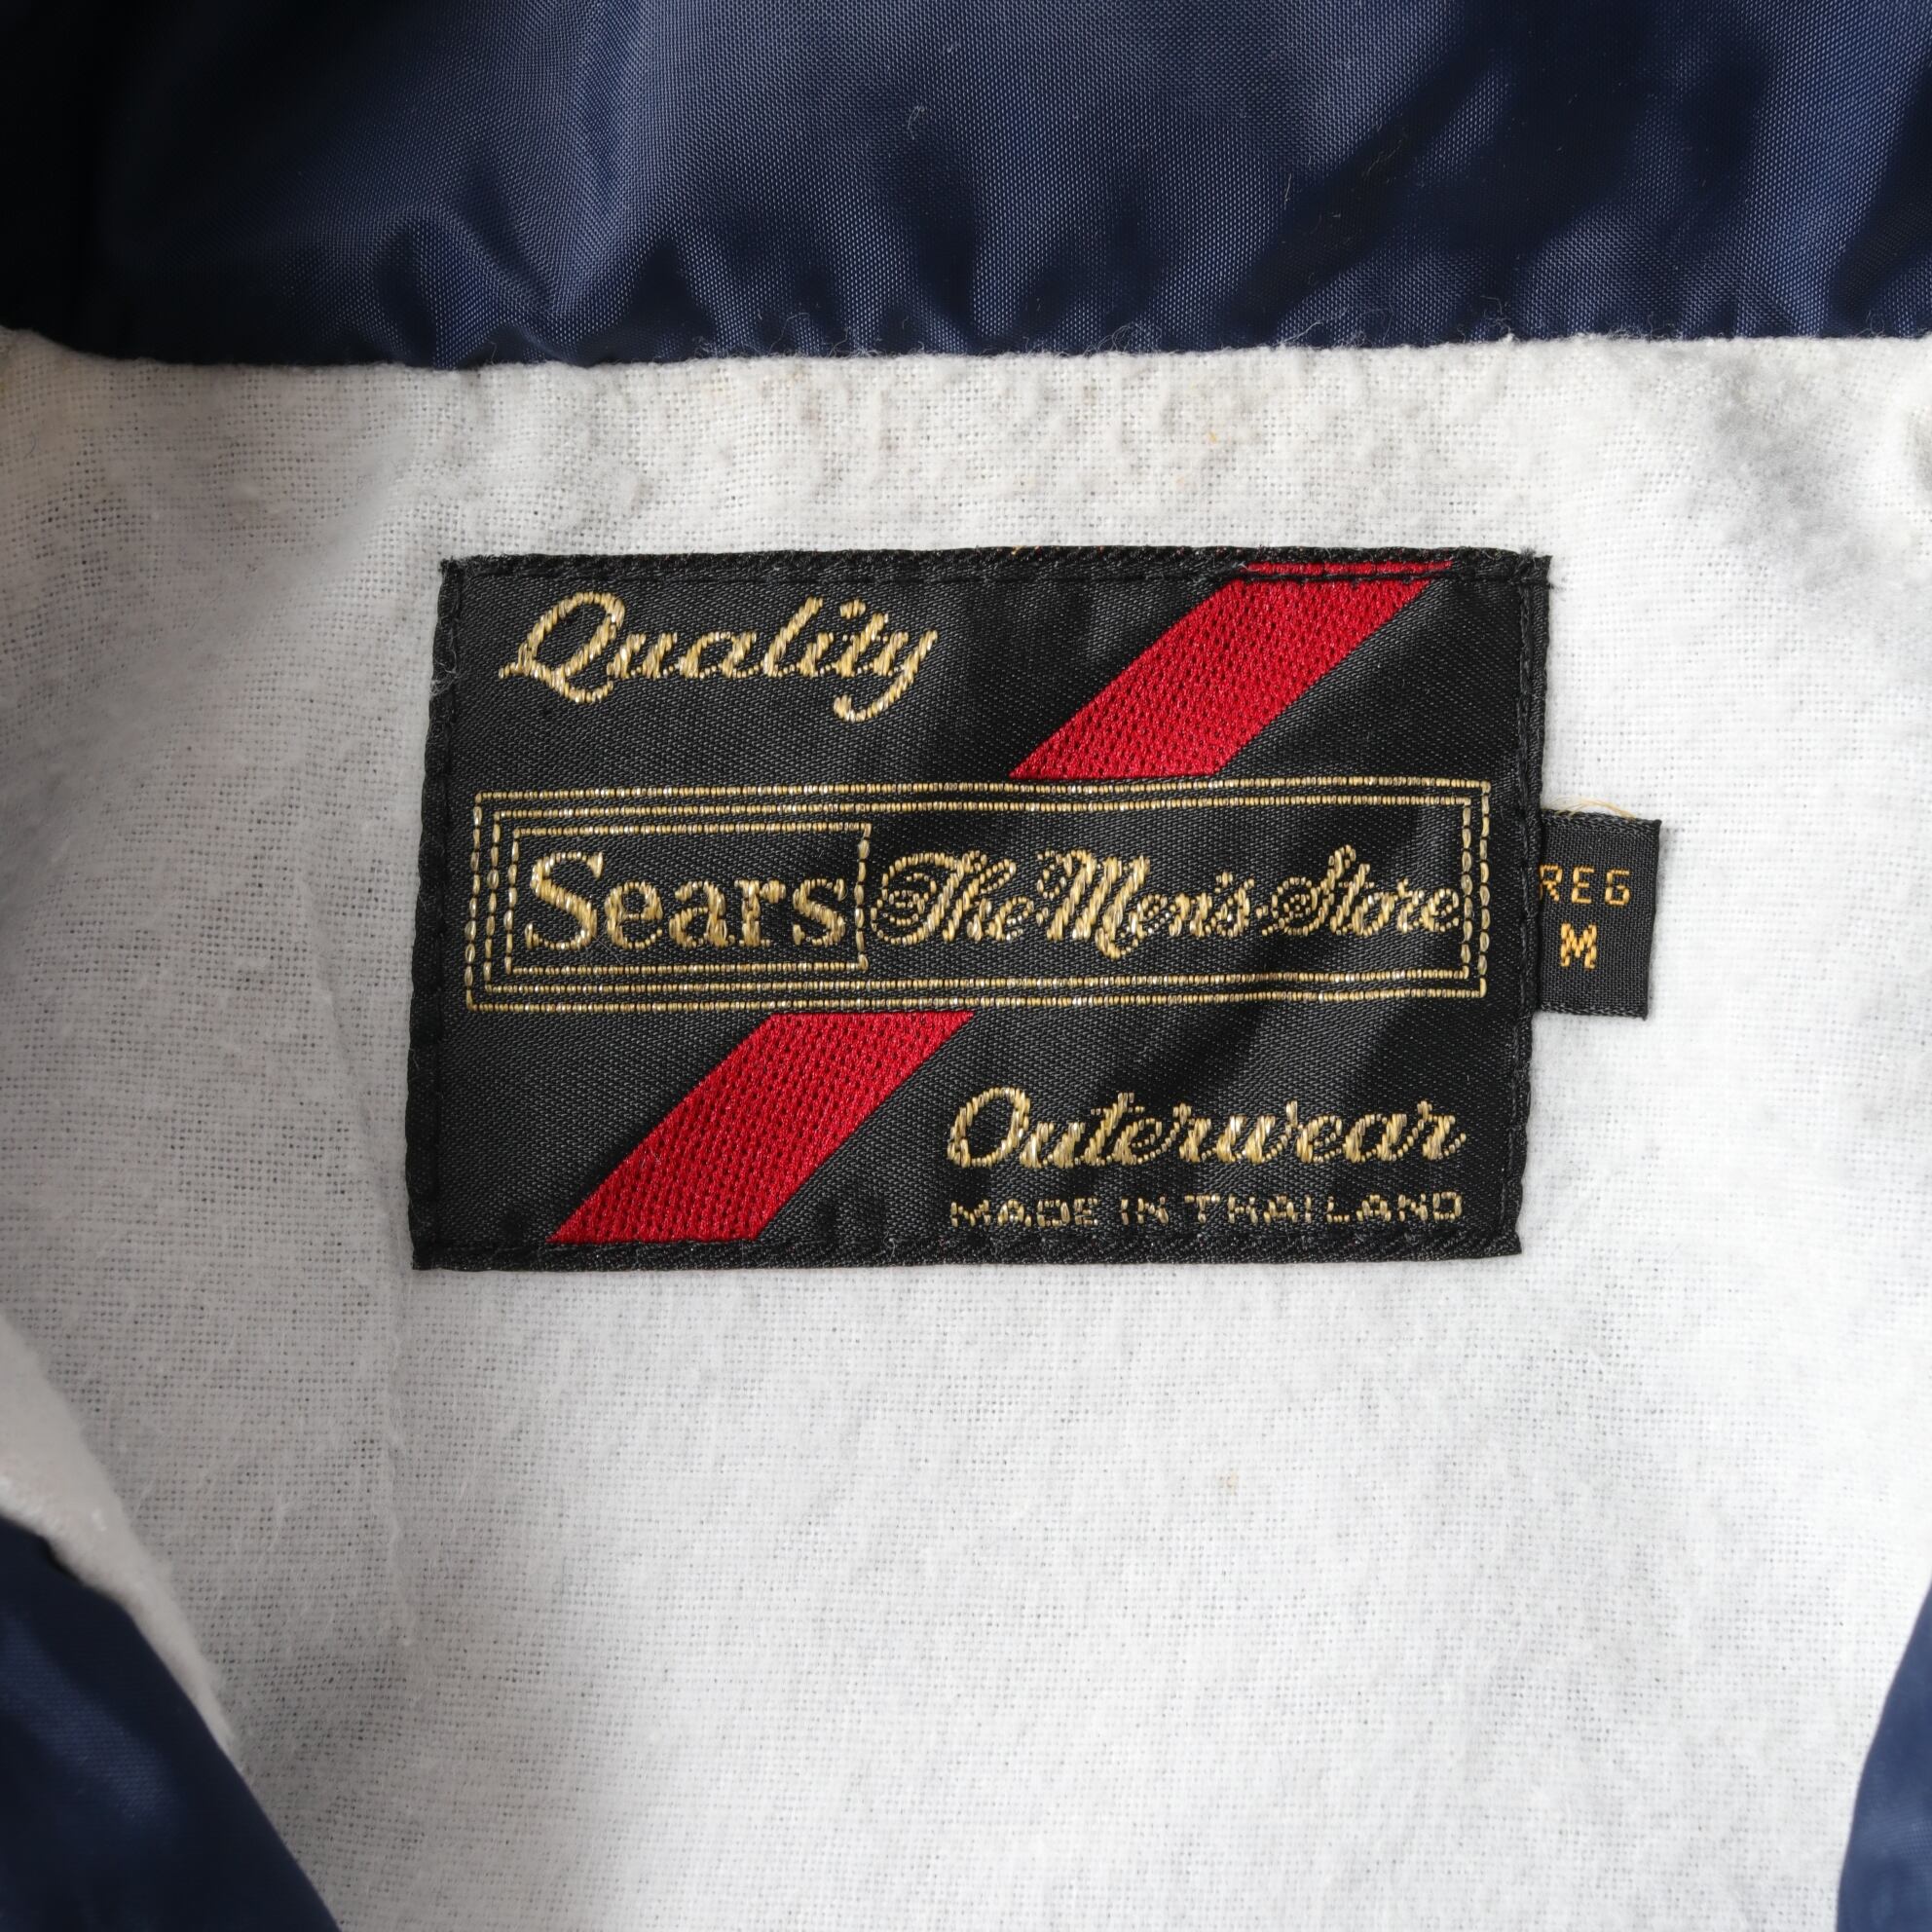 Quality
Sears The Men's Store
REG
M
Outerwear
MADE IN THAILAND